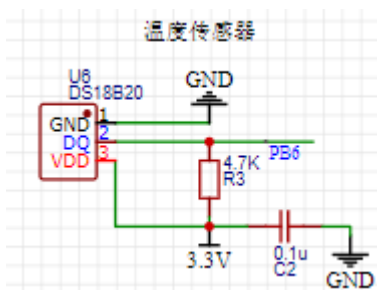 温度传感器
U6
DS18B20
GND
GND 1
DQ 2
PB6
VDD 3
4.7K
R3
3.3V
0.1u
C2
GND